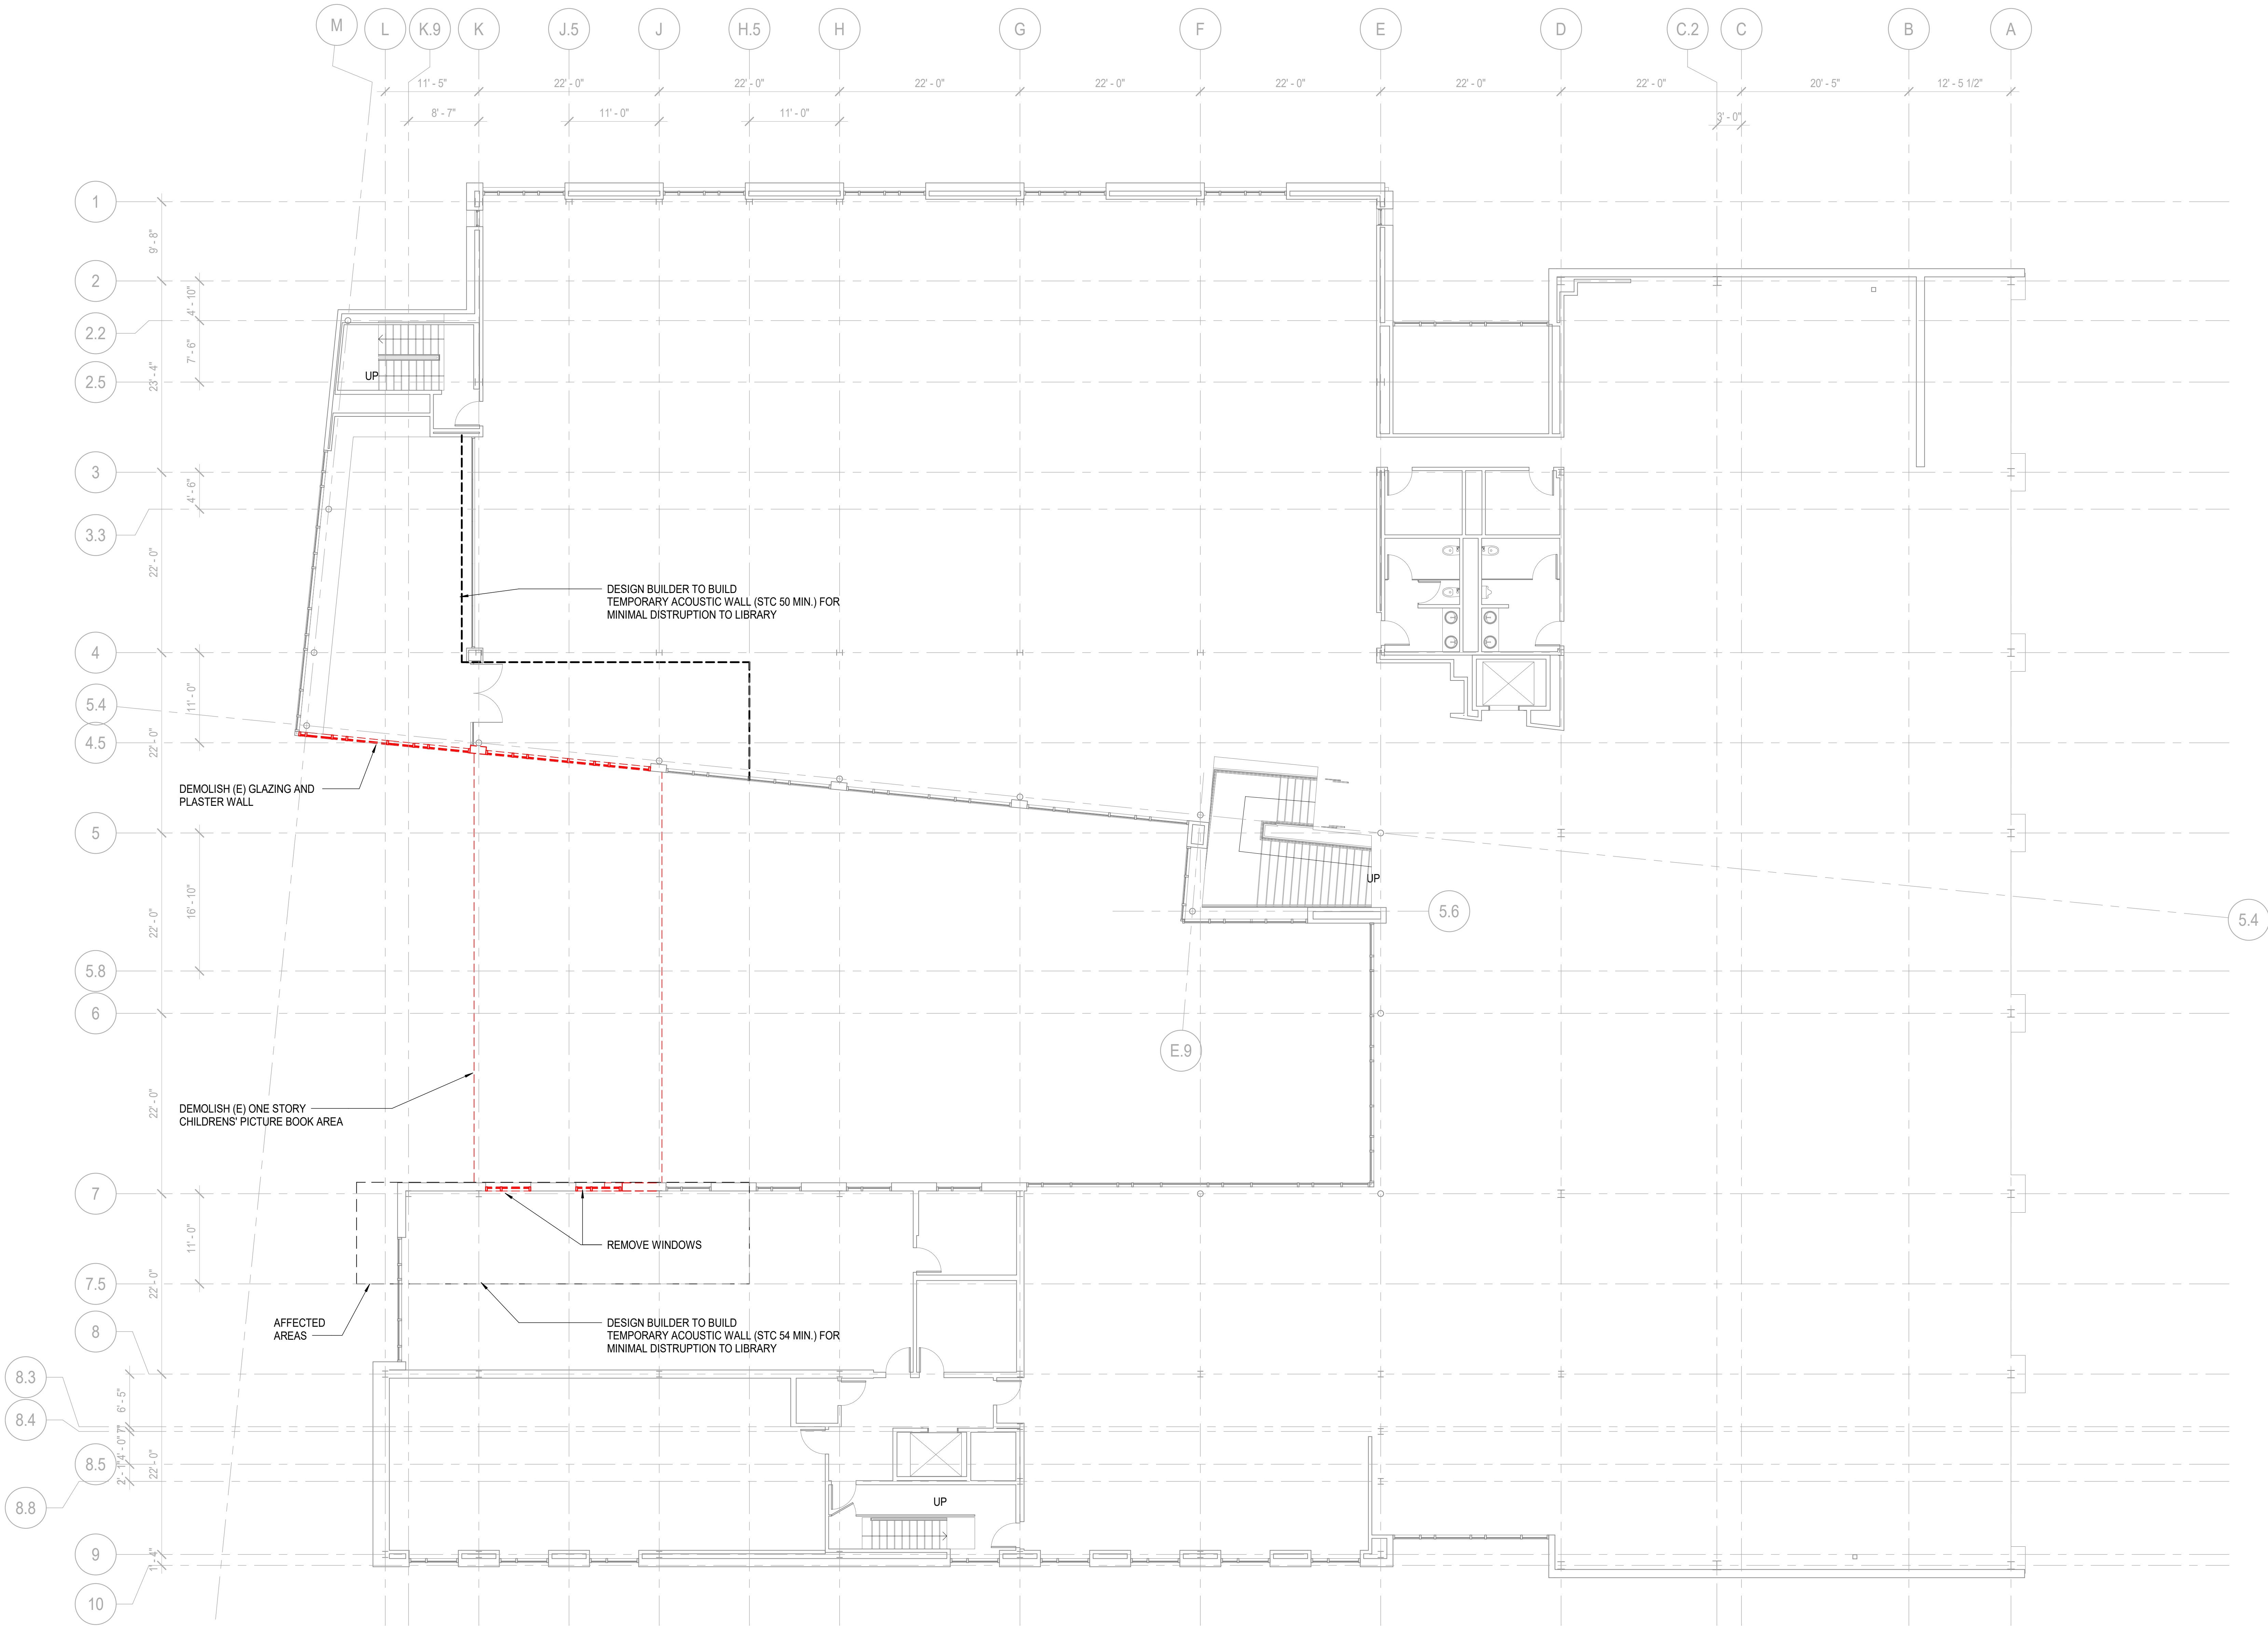 M
L
K.9
K
J.5
J
H.5
H
G
F
E
D
C.2
C
B
A
11' - 5"
22' - 0"
22' - 0"
22' - 0"
22' - 0"
22' - 0"
22' - 0"
22' - 0"
20' - 5"
12' - 5 1/2"
8' - 7"
11' - 0"
11' - 0"
3' - 0"
1
9' - 8"
2
4' - 10"
2.2
7' - 6"
23' - 4"
UP
2.5
3
4' - 6"
3.3
22' - 0"
DESIGN BUILDER TO BUILD
TEMPORARY ACOUSTIC WALL (STC 50 MIN.) FOR
MINIMAL DISTRUPTION TO LIBRARY
4
11' - 0"
5.4
4.5
22' - 0"
DEMOLISH (E) GLAZING AND
PLASTER WALL
5
UP
16' - 10"
5.6
5.4
22' - 0"
5.8
6
E.9
22' - 0"
DEMOLISH (E) ONE STORY
CHILDRENS' PICTURE BOOK AREA
7
11' - 0"
REMOVE WINDOWS
7.5
22' - 0"
AFFECTED
AREAS
DESIGN BUILDER TO BUILD
TEMPORARY ACOUSTIC WALL (STC 54 MIN.) FOR
MINIMAL DISTRUPTION TO LIBRARY
8
8.3
6' - 5"
8.4
7"
4' - 0"
8.5
22' - 0"
2' - 1"
8.8
UP
9
1' - 4"
10